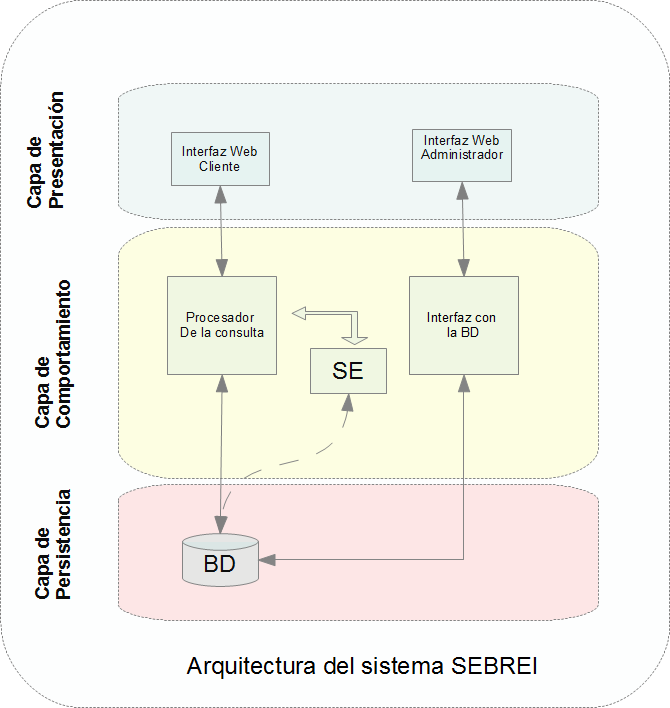 Capa de
Presentación
Interfaz Web
Cliente
Interfaz Web
Administrador
Capa de
Comportamiento
Procesador
De la consulta
SE
Interfaz con
la BD
Capa de
Persistencia
BD
Arquitectura del sistema SEBREI